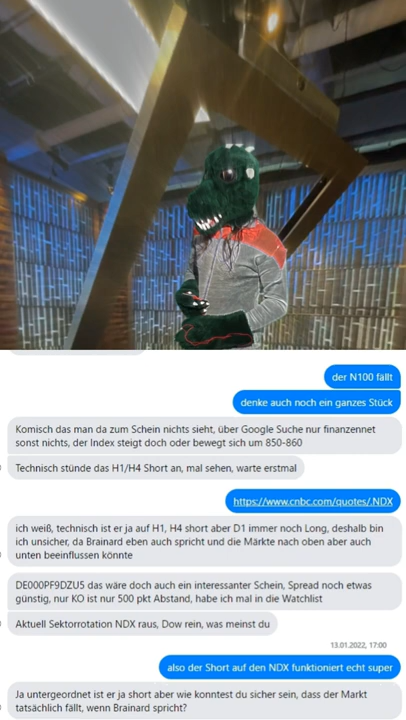 der N100 fällt
denke auch noch ein ganzes Stück
Komisch das man da zum Schein nichts sieht, über Google Suche nur finanzennet
sonst nichts, der Index steigt doch oder bewegt sich um 850-860
Technisch stünde das H1/H4 Short an, mal sehen, warte erstmal
https://www.cnbc.com/quotes/.NDX
ich weiß, technisch ist er ja auf H1, H4 short aber D1 immer noch Long, deshalb bin
ich unsicher, da Brainard eben auch spricht und die Märkte nach oben aber auch
unten beeinflussen könnte
DE000PF9DZU5 das wäre doch auch ein interessanter Schein, Spread noch etwas
günstig, nur KO ist nur 500 pkt Abstand, habe ich mal in die Watchlist
Aktuell Sektorrotation NDX raus, Dow rein, was meinst du
13.01.2022, 17:00
also der Short auf den NDX funktioniert echt super
Ja untergeordnet ist er ja short aber wie konntest du sicher sein, dass der Markt
tatsächlich fällt, wenn Brainard spricht?